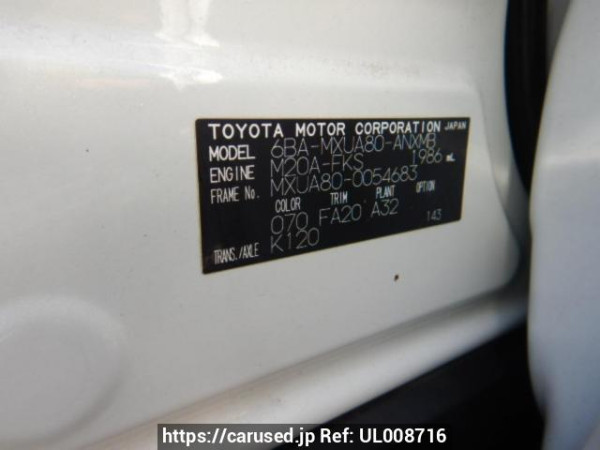 TOYOTA MOTOR CORPORATION JAPAN
MODEL 6BA-MXUA80-ANXMB
ENGINE M20A-FKS 1986 mL
FRAME NO. MXUA80-0054683
COLOR TRIM PLANT OPTION
070 FA20 A32
TRANS./AXLE K120 143
https://carused.jp Ref: UL008716